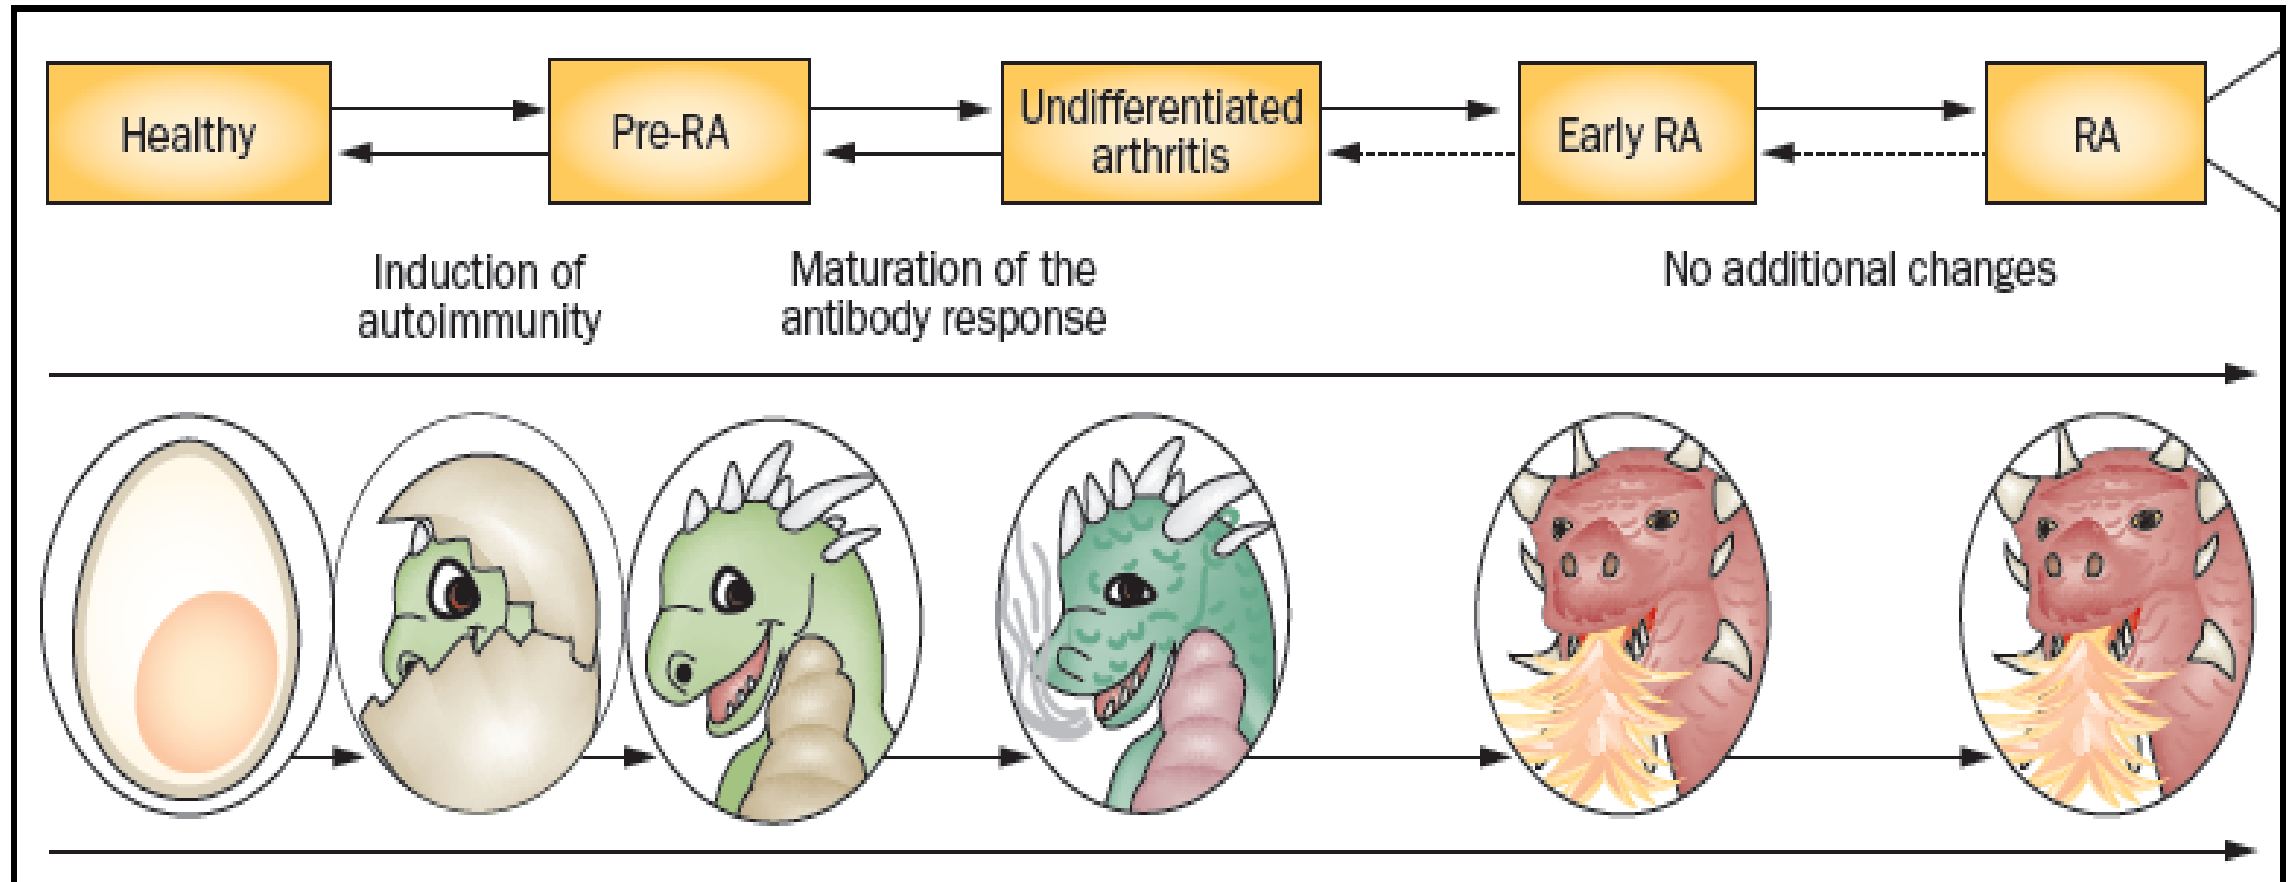 Healthy
Pre-RA
Undifferentiated
arthritis
Early RA
RA
Induction of
autoimmunity
Maturation of the
antibody response
No additional changes